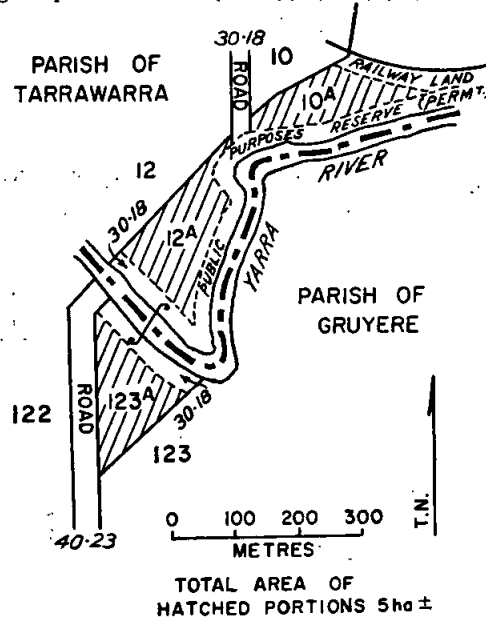 30·18
PARISH OF
TARRAWARRA
ROAD
10
RAILWAY LAND
10A
RESERVE (PERMT.
PURPOSES
RIVER
12
30·18
12A
PUBLIC
YARRA
PARISH OF
GRUYERE
122
ROAD
123A
30·18
123
40·23
0 100 200 300
METRES
T.N.
TOTAL AREA OF
HATCHED PORTIONS 5ha ±